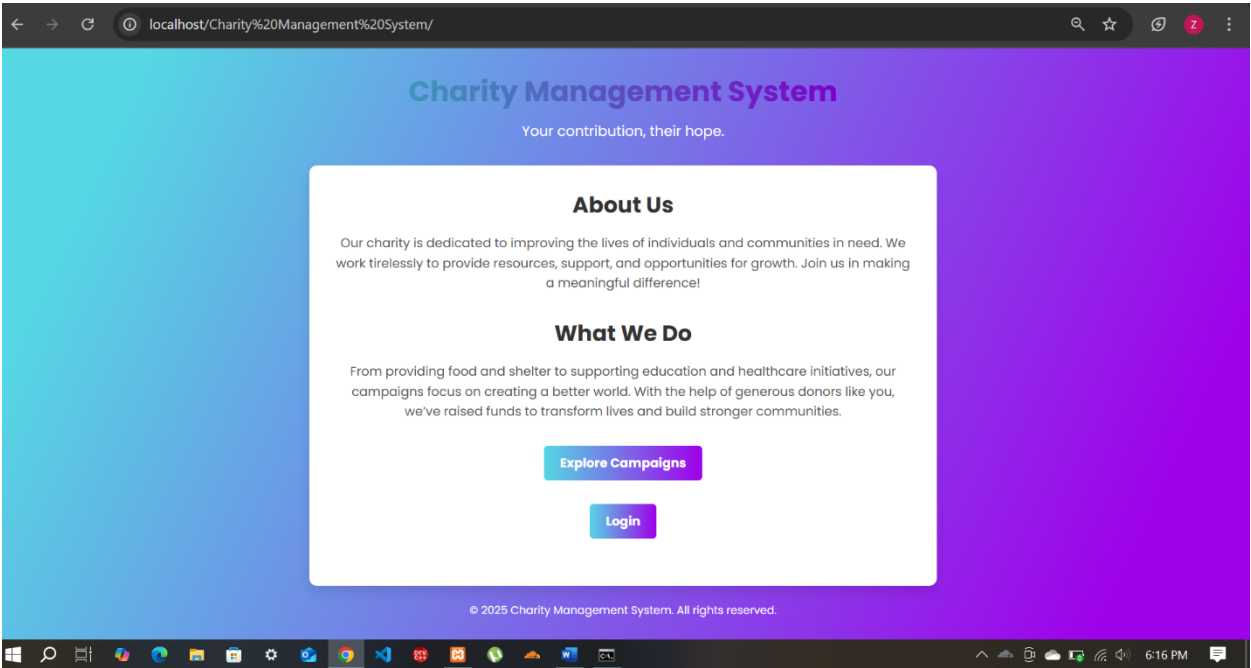 localhost/Charity%20Management%20System/
Z
Charity Management System
Your contribution, their hope.
About Us
Our charity is dedicated to improving the lives of individuals and communities in need. We
work tirelessly to provide resources, support, and opportunities for growth. Join us in making
a meaningful difference!
What We Do
From providing food and shelter to supporting education and healthcare initiatives, our
campaigns focus on creating a better world. With the help of generous donors like you,
we've raised funds to transform lives and build stronger communities.
Explore Campaigns
Login
© 2025 Charity Management System. All rights reserved.
6:16 PM